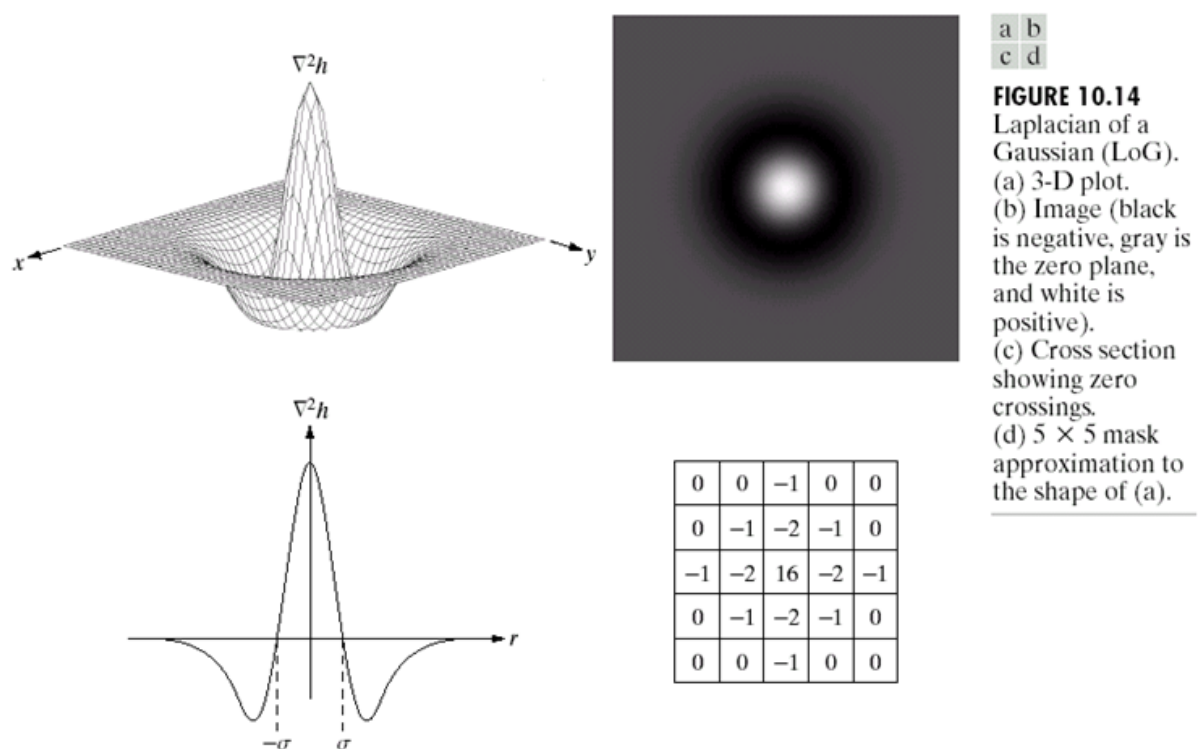 ∇²h
x
y
a b
c d
FIGURE 10.14
Laplacian of a
Gaussian (LoG).
(a) 3-D plot.
(b) Image (black
is negative, gray is
the zero plane,
and white is
positive).
(c) Cross section
showing zero
crossings.
(d) 5 × 5 mask
approximation to
the shape of (a).
∇²h
r
−σ σ
0 0 −1 0 0
0 −1 −2 −1 0
−1 −2 16 −2 −1
0 −1 −2 −1 0
0 0 −1 0 0